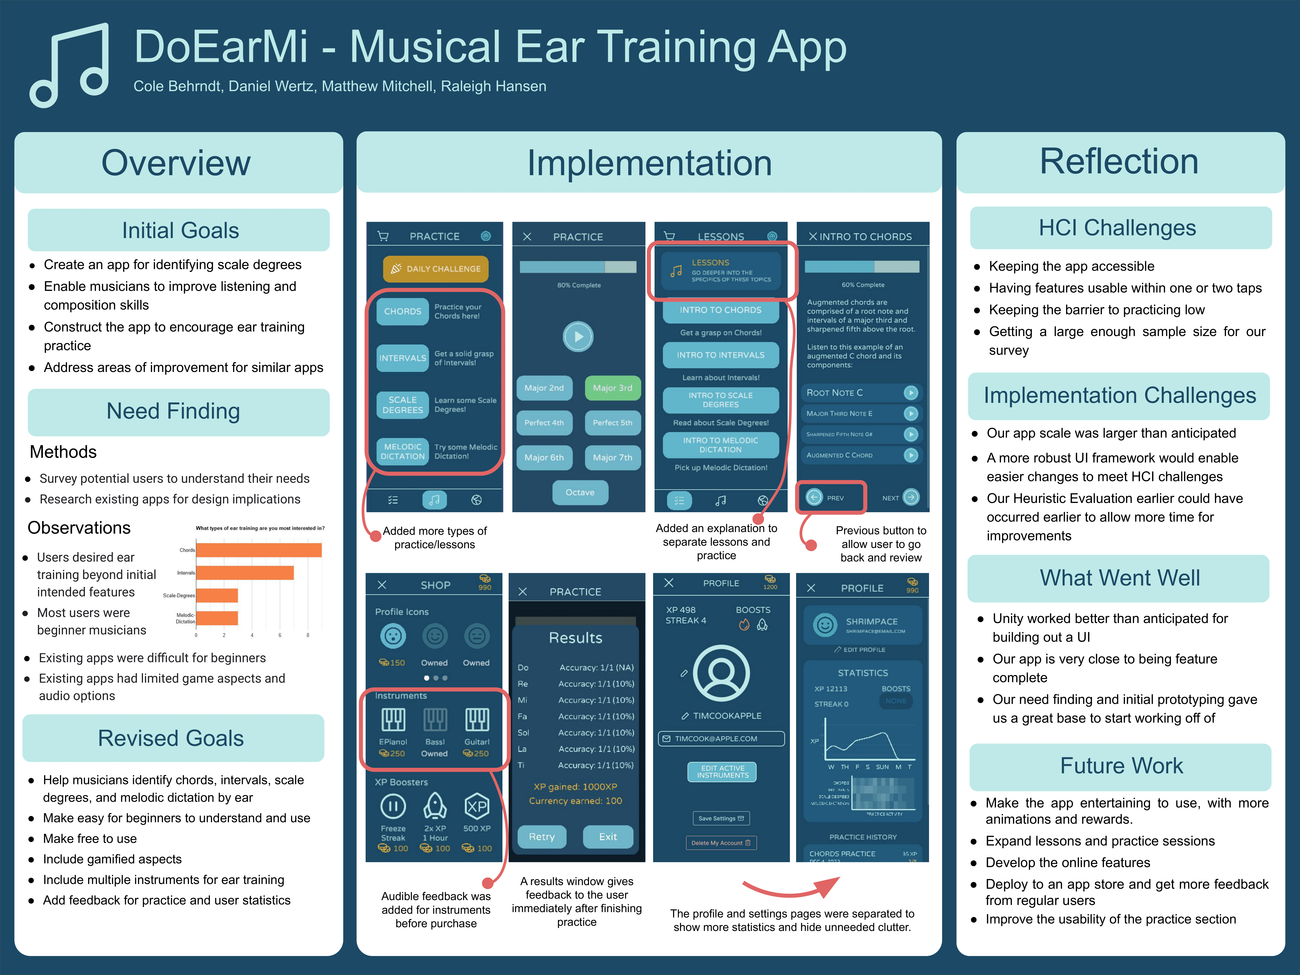 DoEarMi - Musical Ear Training App
Cole Behrndt, Daniel Wertz, Matthew Mitchell, Raleigh Hansen
Overview
Initial Goals
● Create an app for identifying scale degrees
● Enable musicians to improve listening and
composition skills
● Construct the app to encourage ear training
practice
● Address areas of improvement for similar apps
Need Finding
Methods
● Survey potential users to understand their needs
● Research existing apps for design implications
Observations
● Users desired ear
training beyond initial
intended features
● Most users were
beginner musicians
What types of ear training are you most interested in?
Chords
Intervals
Scale-Degrees
Melodic-
Dictation
0 2 4 6 8
● Existing apps were difficult for beginners
● Existing apps had limited game aspects and
audio options
Revised Goals
● Help musicians identify chords, intervals, scale
degrees, and melodic dictation by ear
● Make easy for beginners to understand and use
● Make free to use
● Include gamified aspects
● Include multiple instruments for ear training
● Add feedback for practice and user statistics
Implementation
PRACTICE
DAILY CHALLENGE
CHORDS
Practice your
Chords here!
INTERVALS
Get a solid grasp
of Intervals!
SCALE
DEGREES
Learn some Scale
Degrees!
MELODIC
DICTATION
Try some Melodic
Dictation!
Added more types of
practice/lessons
PRACTICE
80% Complete
Major 2nd
Major 3rd
Perfect 4th
Perfect 5th
Major 6th
Major 7th
Octave
LESSONS
LESSONS
GO DEEPER INTO THE
SPECIFICS OF THESE TOPICS
INTRO TO CHORDS
Get a grasp on Chords!
INTRO TO INTERVALS
Learn about Intervals!
INTRO TO SCALE
DEGREES
Read about Scale Degrees!
INTRO TO MELODIC
DICTATION
Pick up Melodic Dictation!
Added an explanation to
separate lessons and
practice
INTRO TO CHORDS
60% Complete
Augmented chords are
comprised of a root note and
intervals of a major third and
sharpened fifth above the root.
Listen to this example of an
augmented C chord and its
components:
ROOT NOTE C
MAJOR THIRD NOTE E
SHARPENED FIFTH NOTE G#
AUGMENTED C CHORD
PREV
NEXT
Previous button to
allow user to go
back and review
SHOP
990
Profile Icons
150
Owned
Owned
Instruments
EPiano!
Bass!
Guitar!
250
Owned
250
XP Boosters
XP
Freeze
Streak
2x XP
1 Hour
500 XP
100
100
100
Audible feedback was
added for instruments
before purchase
PRACTICE
Results
Do Accuracy: 1/1 (NA)
Re Accuracy: 1/1 (10%)
Mi Accuracy: 1/1 (10%)
Fa Accuracy: 1/1 (10%)
Sol Accuracy: 1/1 (10%)
La Accuracy: 1/1 (10%)
Ti Accuracy: 1/1 (10%)
XP gained: 1000XP
Currency earned: 100
Retry
Exit
A results window gives
feedback to the user
immediately after finishing
practice
PROFILE
1200
XP 498
STREAK 4
BOOSTS
TIMCOOKAPPLE
TIMCOOK@APPLE.COM
EDIT ACTIVE
INSTRUMENTS
Save Settings
Delete My Account
PROFILE
990
SHRIMPACE
SHRIMPACE@EMAIL.COM
EDIT PROFILE
STATISTICS
XP 12113
BOOSTS
STREAK 0
NONE
XP
W TH F S SUN M T
CHORDS
PRACTICE ACTIVITY
PRACTICE HISTORY
CHORDS PRACTICE
The profile and settings pages were separated to
show more statistics and hide unneeded clutter.
Reflection
HCI Challenges
● Keeping the app accessible
● Having features usable within one or two taps
● Keeping the barrier to practicing low
● Getting a large enough sample size for our
survey
Implementation Challenges
● Our app scale was larger than anticipated
● A more robust UI framework would enable
easier changes to meet HCI challenges
● Our Heuristic Evaluation earlier could have
occurred earlier to allow more time for
improvements
What Went Well
● Unity worked better than anticipated for
building out a UI
● Our app is very close to being feature
complete
● Our need finding and initial prototyping gave
us a great base to start working off of
Future Work
● Make the app entertaining to use, with more
animations and rewards.
● Expand lessons and practice sessions
● Develop the online features
● Deploy to an app store and get more feedback
from regular users
● Improve the usability of the practice section